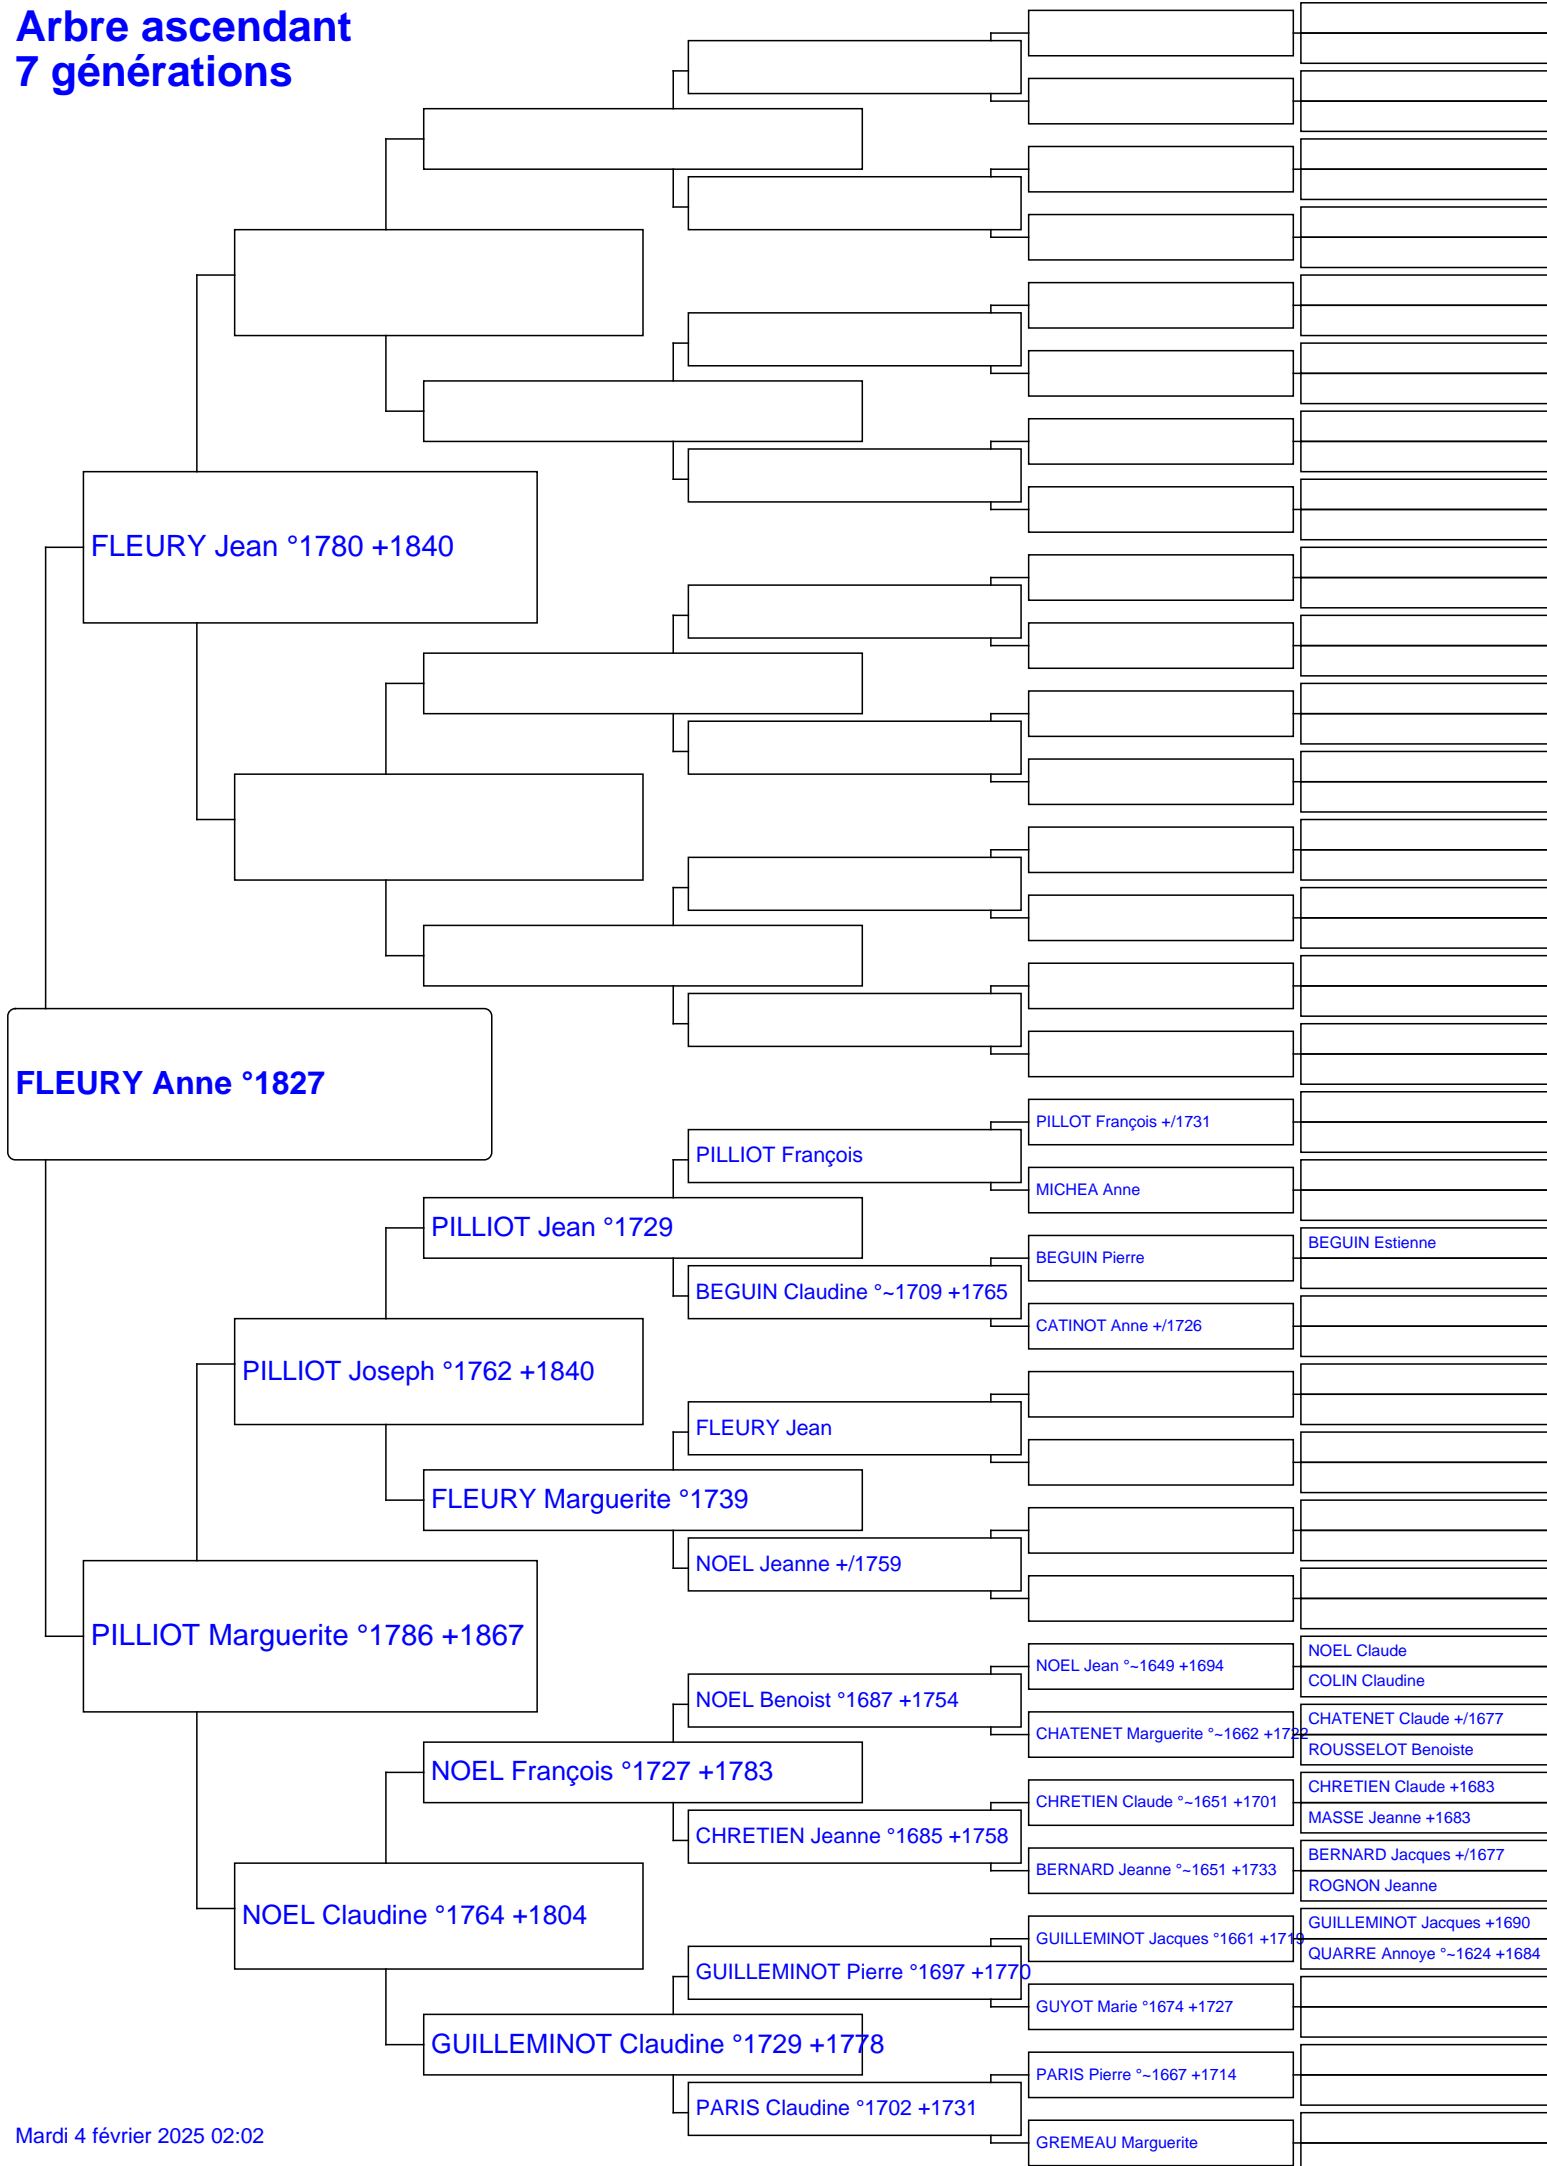 Arbre ascendant
7 générations
FLEURY Jean °1780 +1840
FLEURY Anne °1827
PILLOT François +/1731
PILLIOT François
MICHEA Anne
PILLIOT Jean °1729
BEGUIN Estienne
BEGUIN Pierre
BEGUIN Claudine °~1709 +1765
CATINOT Anne +/1726
PILLIOT Joseph °1762 +1840
FLEURY Jean
FLEURY Marguerite °1739
NOEL Jeanne +/1759
PILLIOT Marguerite °1786 +1867
NOEL Claude
NOEL Jean °~1649 +1694
COLIN Claudine
NOEL Benoist °1687 +1754
CHATENET Claude +/1677
CHATENET Marguerite °~1662 +1722
ROUSSELOT Benoiste
NOEL François °1727 +1783
CHRETIEN Claude +1683
CHRETIEN Claude °~1651 +1701
MASSE Jeanne +1683
CHRETIEN Jeanne °1685 +1758
BERNARD Jacques +/1677
BERNARD Jeanne °~1651 +1733
ROGNON Jeanne
NOEL Claudine °1764 +1804
GUILLEMINOT Jacques +1690
GUILLEMINOT Jacques °1661 +1719
QUARRE Annoye °~1624 +1684
GUILLEMINOT Pierre °1697 +1770
GUYOT Marie °1674 +1727
GUILLEMINOT Claudine °1729 +1778
PARIS Pierre °~1667 +1714
PARIS Claudine °1702 +1731
GREMEAU Marguerite
Mardi 4 février 2025 02:02